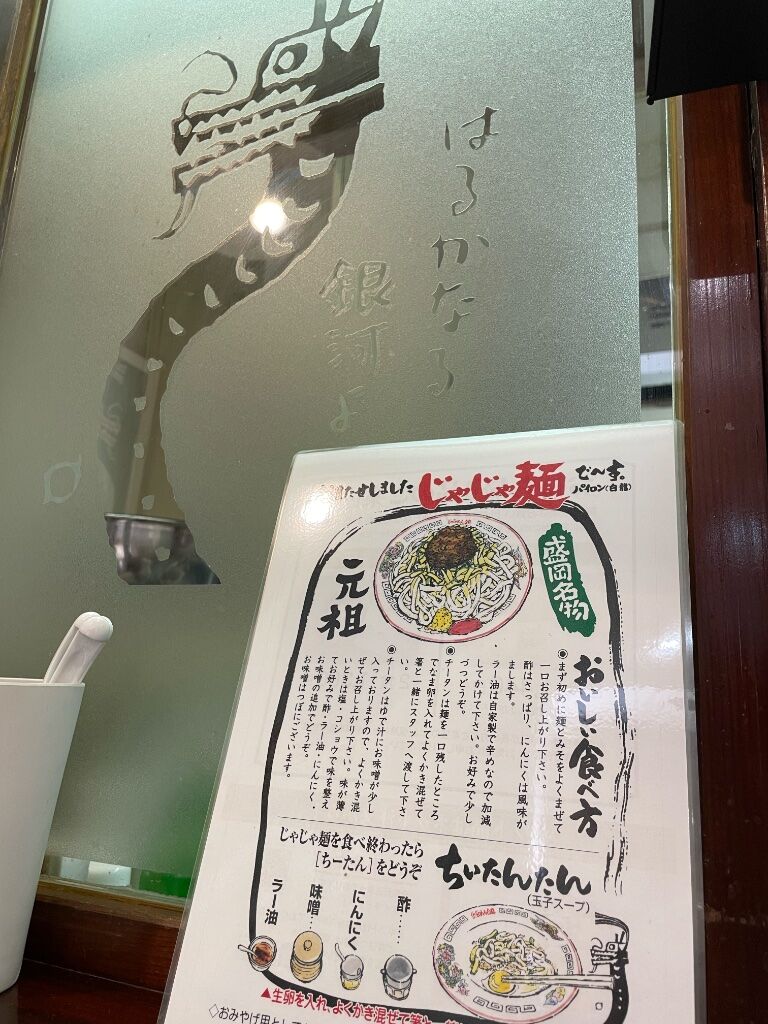 はるかなる
銀河よ
たせしました
じゃじゃ麺
で〜す。
パイロン(白龍)
盛岡名物
元祖
おいしい食べ方
◉まず初めに麺とみそをよくまぜて
一口お召し上がり下さい。
酢はさっぱり、にんにくは風味が
まします。
ラー油は自家製で辛めなので加減
してかけて下さい。お好みで少し
づつどうぞ。
◉チータンは麺を一口残したところ
でなま卵を入れてよくかき混ぜて
箸と一緒にスタッフへ渡して下さ
い。
◉チータンはゆで汁にお味噌が少し
入っておりますので、よくかき混
ぜてお召し上がり下さい。味が薄
いときは塩・コショウで味を整え
てお好みで酢・ラー油・にんにく・
お味噌の追加でどうぞ。
お味噌はつぼにございます。
じゃじゃ麺を食べ終わったら
[ちーたん]をどうぞ
ちいたんたん
(玉子スープ)
酢……
にんにく
味噌…
ラー油
▲生卵を入れ、よくかき混ぜて箸と
◇おみやげ用として